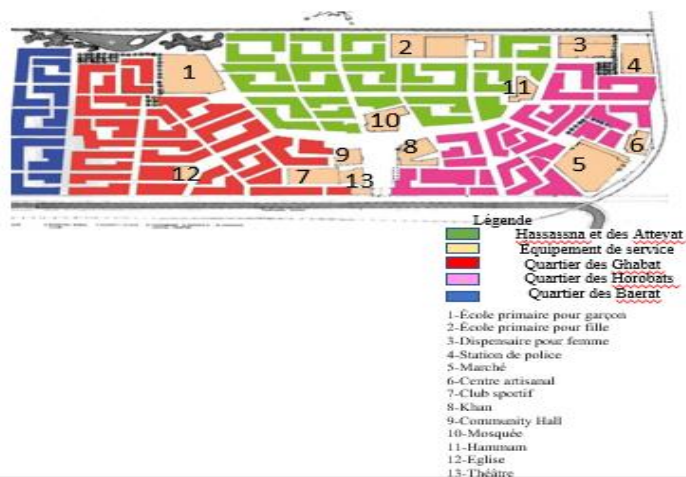 2
3
4
1
11
10
9
8
6
5
12
7
13
Légende
Hassassna et des Atteyat
Equipement de service
Quartier des Ghabat
Quartier des Horobats
Quartier des Baerat
1-École primaire pour garçon
2-École primaire pour fille
3-Dispensaire pour femme
4-Station de police
5-Marché
6-Centre artisanal
7-Club sportif
8-Khan
9-Community Hall
10-Mosquée
11-Hammam
12-Eglise
13-Théâtre